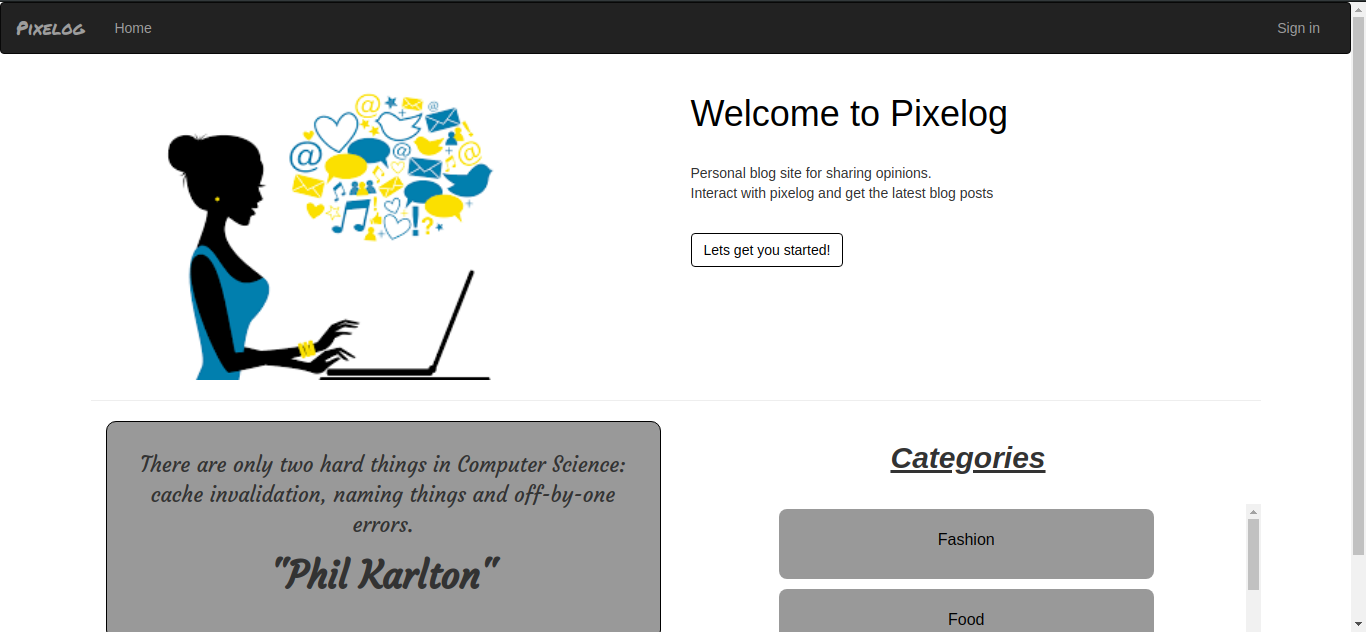 Pixelog Home Sign in
Welcome to Pixelog
Personal blog site for sharing opinions.
Interact with pixelog and get the latest blog posts
Lets get you started!
There are only two hard things in Computer Science:
cache invalidation, naming things and off-by-one
errors.
"Phil Karlton"
Categories
Fashion
Food